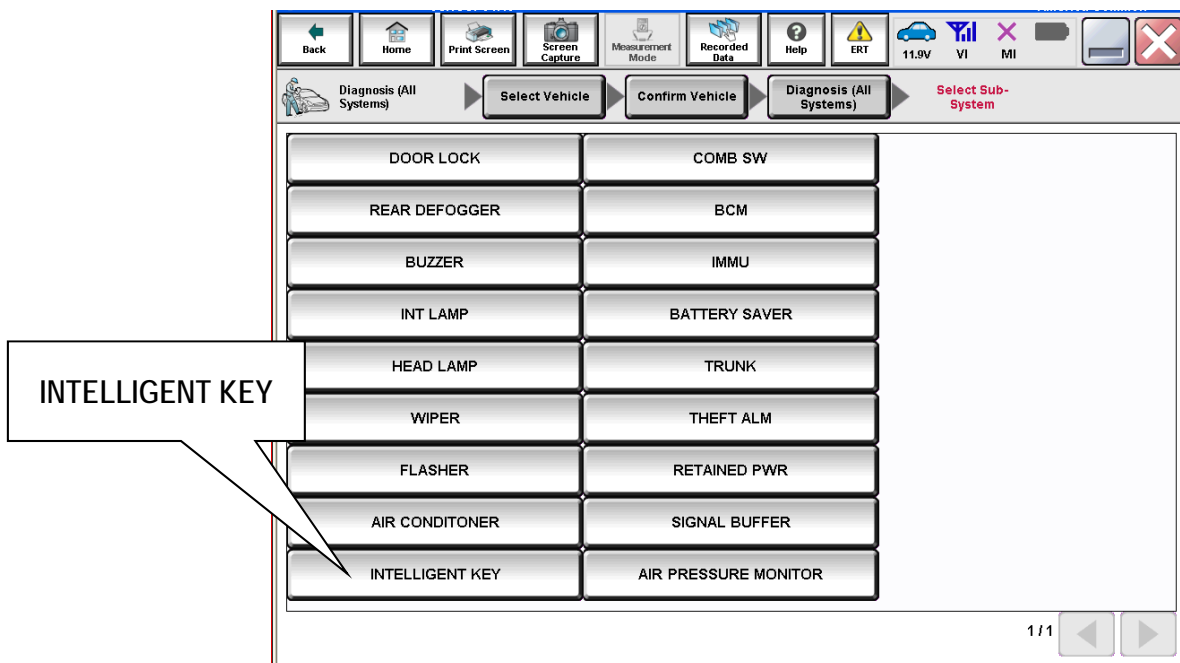 Back
Home
Print Screen
Screen
Capture
Measurement
Mode
Recorded
Data
Help
ERT
11.9V
VI
MI
Diagnosis (All
Systems)
Select Vehicle
Confirm Vehicle
Diagnosis (All
Systems)
Select Sub-
System
DOOR LOCK
COMB SW
REAR DEFOGGER
BCM
BUZZER
IMMU
INT LAMP
BATTERY SAVER
HEAD LAMP
TRUNK
INTELLIGENT KEY
WIPER
THEFT ALM
FLASHER
RETAINED PWR
AIR CONDITONER
SIGNAL BUFFER
INTELLIGENT KEY
AIR PRESSURE MONITOR
1/1